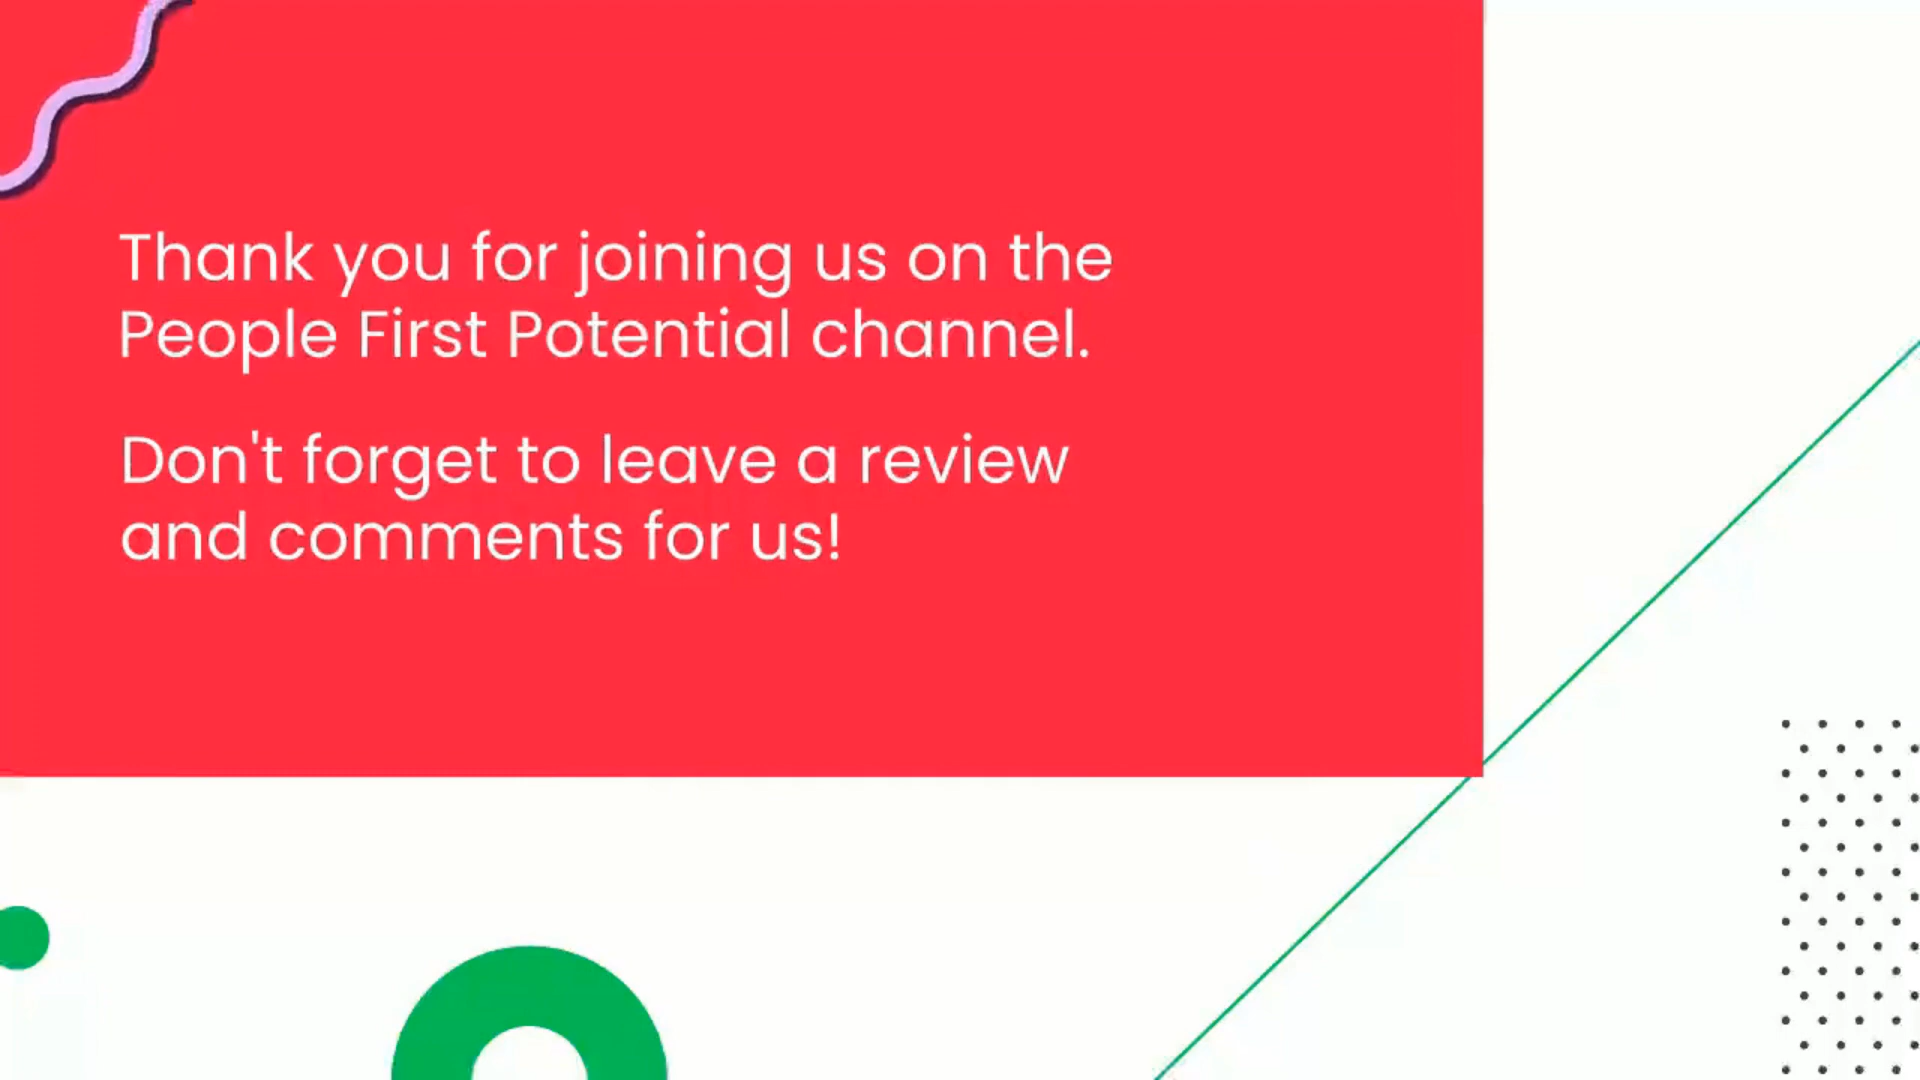 Thank you for joining us on the
People First Potential channel.
Don't forget to leave a review
and comments for us!